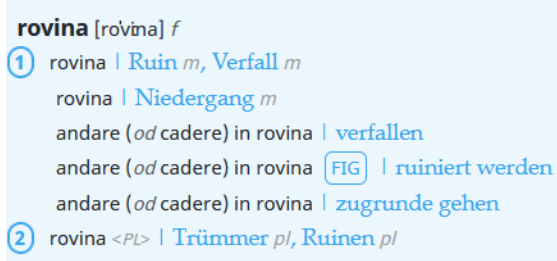 rovina [roˈviːna] f
1 rovina | Ruin m, Verfall m
rovina | Niedergang m
andare (od cadere) in rovina | verfallen
andare (od cadere) in rovina FIG | ruiniert werden
andare (od cadere) in rovina | zugrunde gehen
2 rovina <PL> | Trümmer pl, Ruinen pl